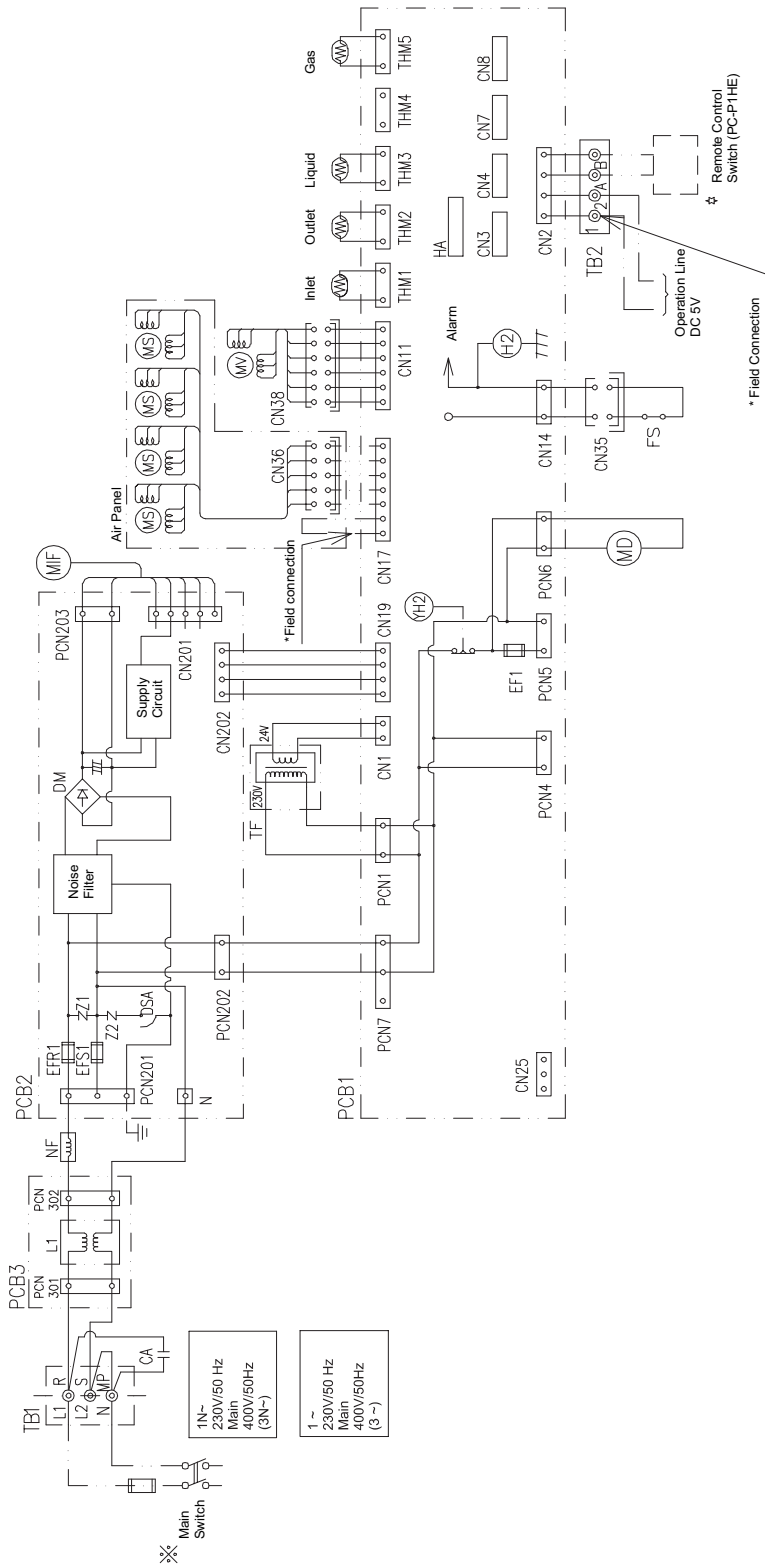 PCB3
PCB2
TB1
L1
L2
N
R
S
MP
CA
PCN
301
L1
PCN
302
NF
EFR1
EFS1
PCN201
N
Z1
Z2
DSA
PCN202
Noise
Filter
DM
Supply
Circuit
PCN203
CN201
CN202
MIF
Main
Switch
1N~
230V/50 Hz
Main
400V/50Hz
(3N~)
1 ~
230V/50 Hz
Main
400V/50Hz
(3 ~)
TF
230V
24V
Air Panel
MS
MS
MS
MS
MV
CN36
CN38
*Field connection
Inlet
Outlet
Liquid
Gas
PCB1
PCN7
PCN1
CN1
CN19
CN17
CN11
THM1
THM2
THM3
THM4
THM5
CN25
PCN4
YH2
EF1
PCN5
PCN6
MD
CN14
CN35
FS
H2
Alarm
HA
CN3
CN4
CN7
CN8
CN2
TB2
1
2
A
B
Operation Line
DC 5V
Remote Control
Switch (PC-P1HE)
* Field Connection